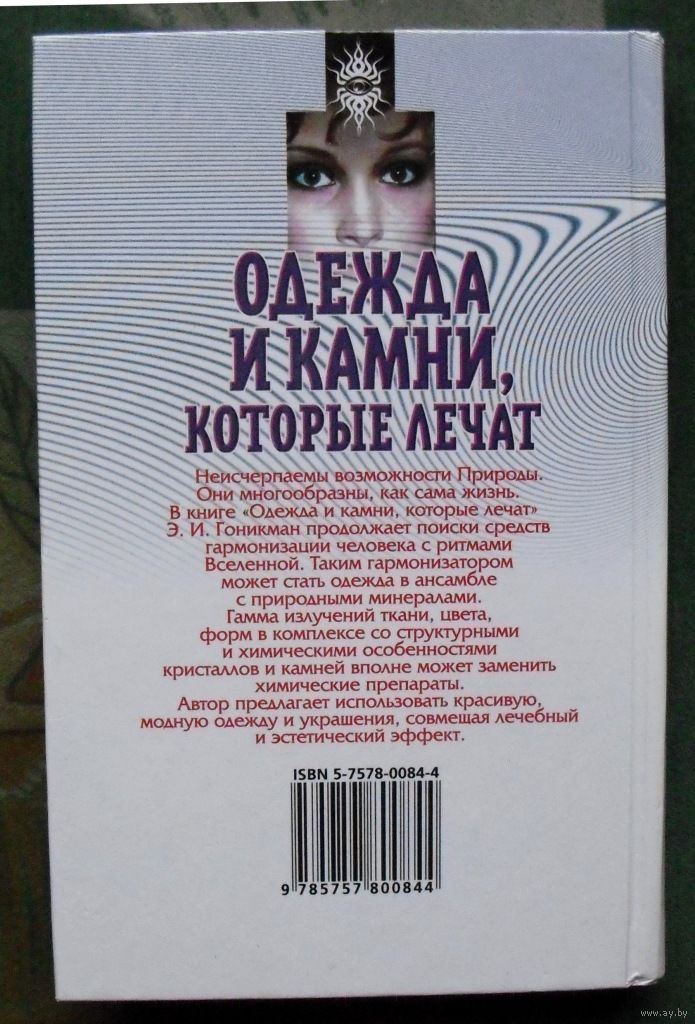 ОДЕЖДА
И КАМНИ,
КОТОРЫЕ ЛЕЧАТ
Неисчерпаемы возможности Природы.
Они многообразны, как сама жизнь.
В книге «Одежда и камни, которые лечат»
Э. И. Гоникман продолжает поиски средств
гармонизации человека с ритмами
Вселенной. Таким гармонизатором
может стать одежда в ансамбле
с природными минералами.
Гамма излучений ткани, цвета,
форм в комплексе со структурными
и химическими особенностями
кристаллов и камней вполне может заменить
химические препараты.
Автор предлагает использовать красивую,
модную одежду и украшения, совмещая лечебный
и эстетический эффект.
ISBN 5-7578-0084-4
9 785757 800844
www.ay.by